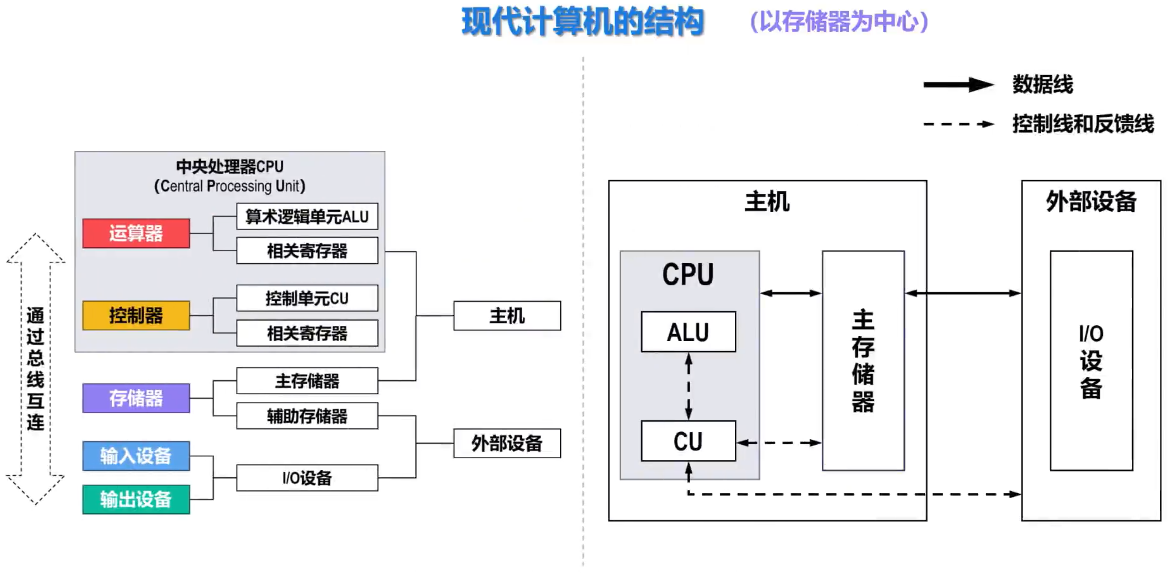 现代计算机的结构
（以存储器为中心）
数据线
控制线和反馈线
中央处理器CPU
（Central Processing Unit）
运算器
算术逻辑单元ALU
相关寄存器
控制器
控制单元CU
相关寄存器
主机
存储器
主存储器
辅助存储器
输入设备
输出设备
I/O设备
外部设备
通过总线互连
主机
CPU
ALU
CU
主存储器
外部设备
I/O
设备